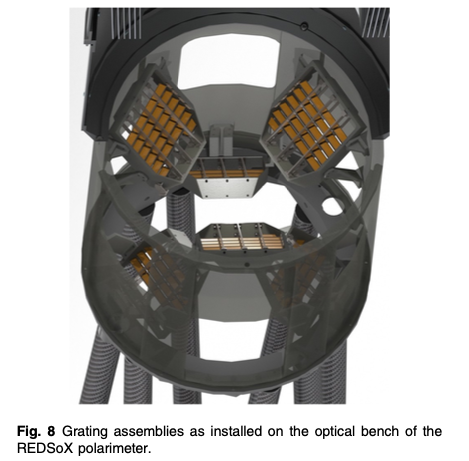 Fig. 8 Grating assemblies as installed on the optical bench of the
REDSoX polarimeter.